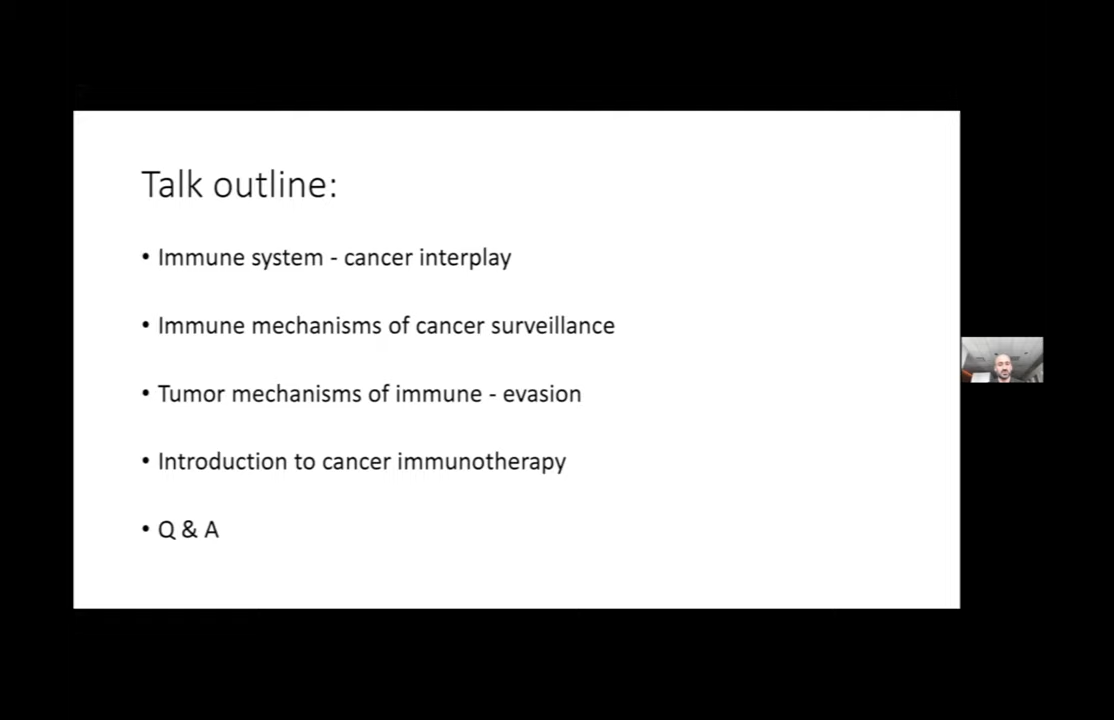 Talk outline:
• Immune system - cancer interplay
• Immune mechanisms of cancer surveillance
• Tumor mechanisms of immune - evasion
• Introduction to cancer immunotherapy
• Q & A